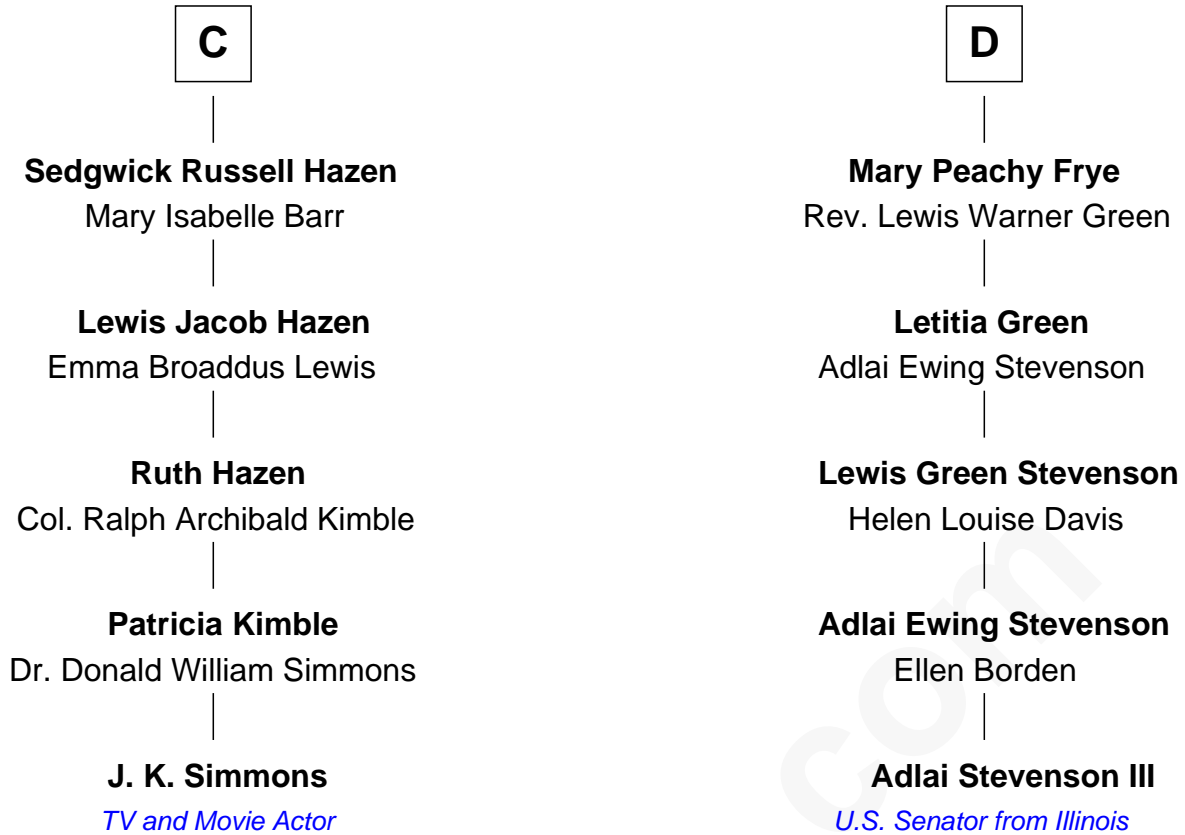 C
Sedgwick Russell Hazen
Mary Isabelle Barr
Lewis Jacob Hazen
Emma Broaddus Lewis
Ruth Hazen
Col. Ralph Archibald Kimble
Patricia Kimble
Dr. Donald William Simmons
J. K. Simmons
TV and Movie Actor
D
Mary Peachy Frye
Rev. Lewis Warner Green
Letitia Green
Adlai Ewing Stevenson
Lewis Green Stevenson
Helen Louise Davis
Adlai Ewing Stevenson
Ellen Borden
Adlai Stevenson III
U.S. Senator from Illinois
com